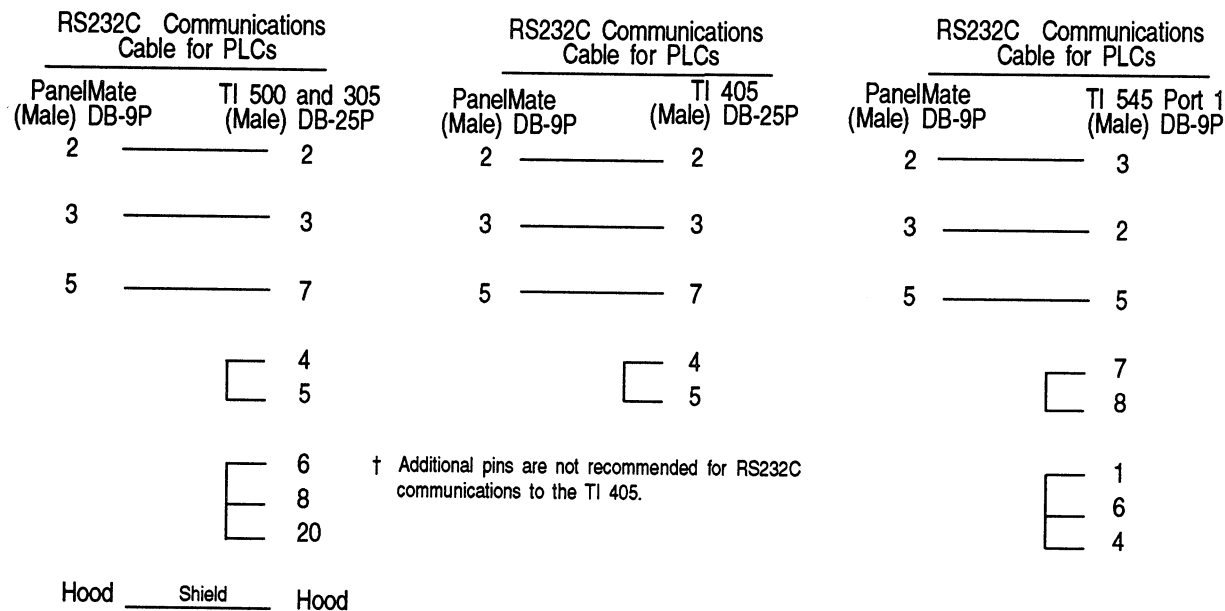 RS232C Communications
Cable for PLCs
PanelMate
(Male) DB-9P
TI 500 and 305
(Male) DB-25P
2 2
3 3
5 7
4
5
6
8
20
Hood Shield Hood
RS232C Communications
Cable for PLCs
PanelMate
(Male) DB-9P
TI 405
(Male) DB-25P
2 2
3 3
5 7
4
5
† Additional pins are not recommended for RS232C
communications to the TI 405.
RS232C Communications
Cable for PLCs
PanelMate
(Male) DB-9P
TI 545 Port 1
(Male) DB-9P
2 3
3 2
5 5
7
8
1
6
4